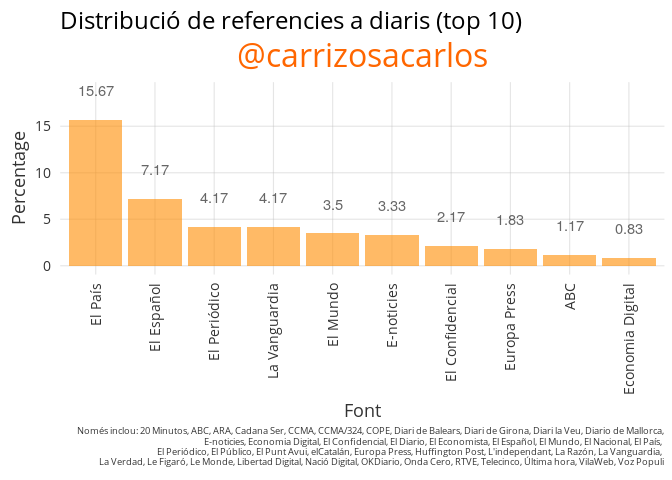 Distribució de referencies a diaris (top 10)
@carrizosacarlos
Percentage
15
10
5
0
15.67
7.17
4.17
4.17
3.5
3.33
2.17
1.83
1.17
0.83
El País
El Español
El Periódico
La Vanguardia
El Mundo
E-noticies
El Confidencial
Europa Press
ABC
Economia Digital
Font
Només inclou: 20 Minutos, ABC, ARA, Cadana Ser, CCMA, CCMA/324, COPE, Diari de Balears, Diari de Girona, Diari la Veu, Diario de Mallorca,
E-noticies, Economia Digital, El Confidencial, El Diario, El Economista, El Español, El Mundo, El Nacional, El País,
El Periódico, El Público, El Punt Avui, elCatalán, Europa Press, Huffington Post, L'independant, La Razón, La Vanguardia,
La Verdad, Le Figaró, Le Monde, Libertad Digital, Nació Digital, OKDiario, Onda Cero, RTVE, Telecinco, Última hora, VilaWeb, Voz Populi